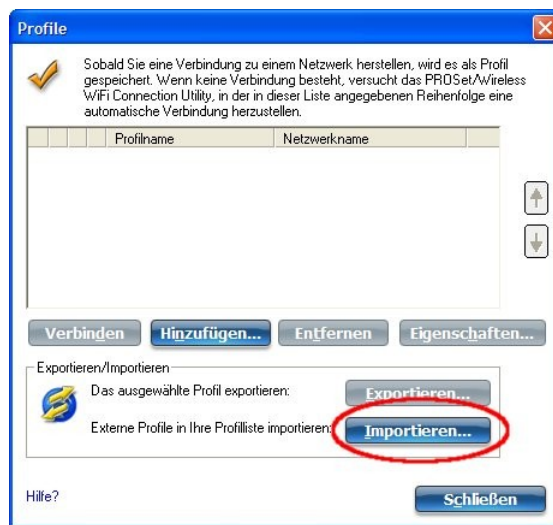 Profile
Sobald Sie eine Verbindung zu einem Netzwerk herstellen, wird es als Profil
gespeichert. Wenn keine Verbindung besteht, versucht das PROSet/Wireless
WiFi Connection Utility, in der in dieser Liste angegebenen Reihenfolge eine
automatische Verbindung herzustellen.
Profilname Netzwerkname
Verbinden Hinzufügen... Entfernen Eigenschaften...
Exportieren/Importieren
Das ausgewählte Profil exportieren: Exportieren...
Externe Profile in Ihre Profilliste importieren: Importieren...
Hilfe? Schließen